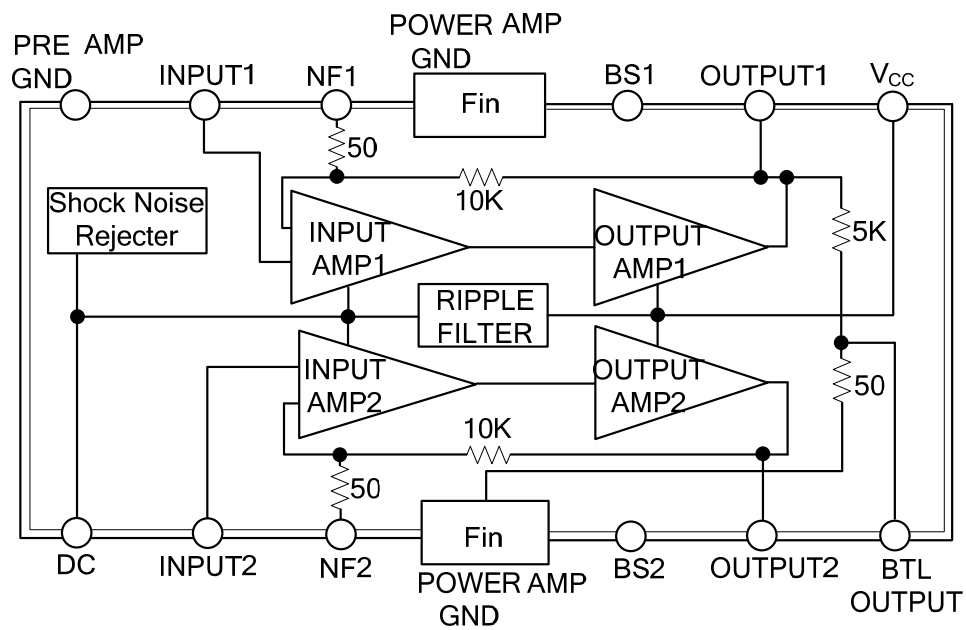 POWER AMP
GND
PRE AMP
GND
INPUT1
NF1
Fin
BS1
OUTPUT1
VCC
50
10K
5K
Shock Noise
Rejecter
INPUT
AMP1
OUTPUT
AMP1
RIPPLE
FILTER
INPUT
AMP2
OUTPUT
AMP2
50
10K
50
Fin
DC
INPUT2
NF2
POWER AMP
GND
BS2
OUTPUT2
BTL
OUTPUT